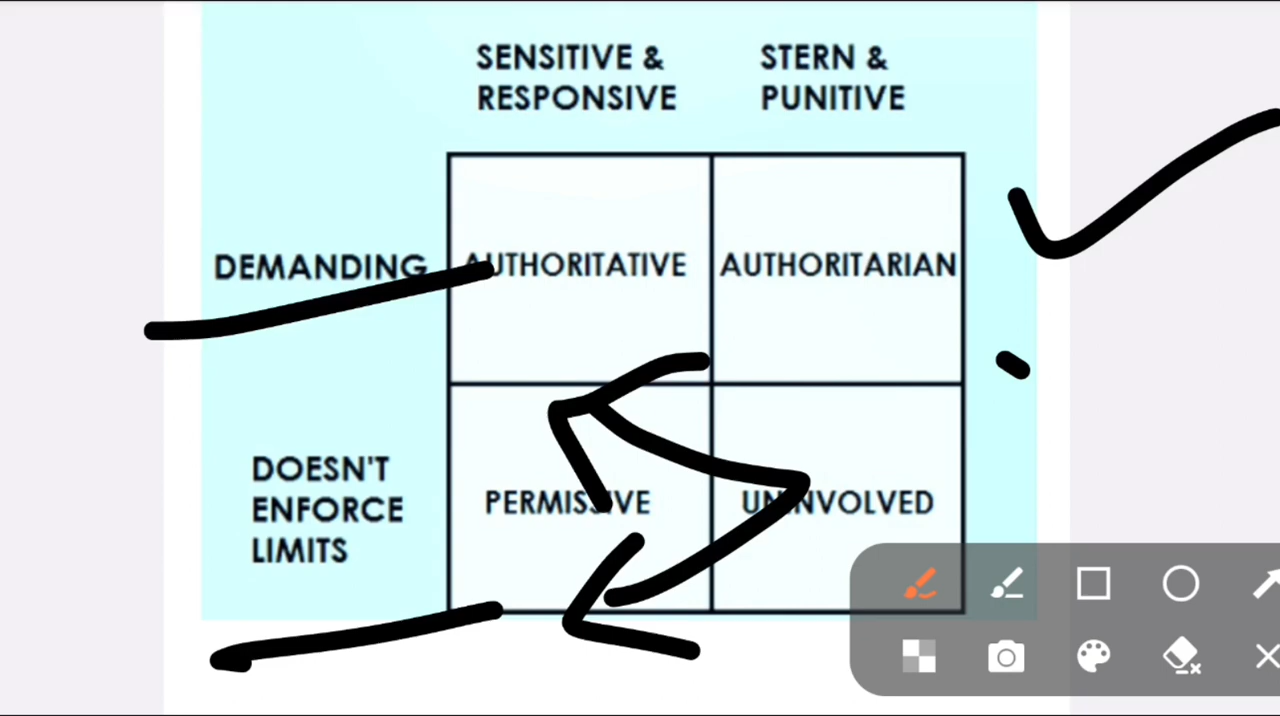 SENSITIVE &
RESPONSIVE
STERN &
PUNITIVE
DEMANDING
AUTHORITATIVE
AUTHORITARIAN
DOESN'T
ENFORCE
LIMITS
PERMISSIVE
UNINVOLVED